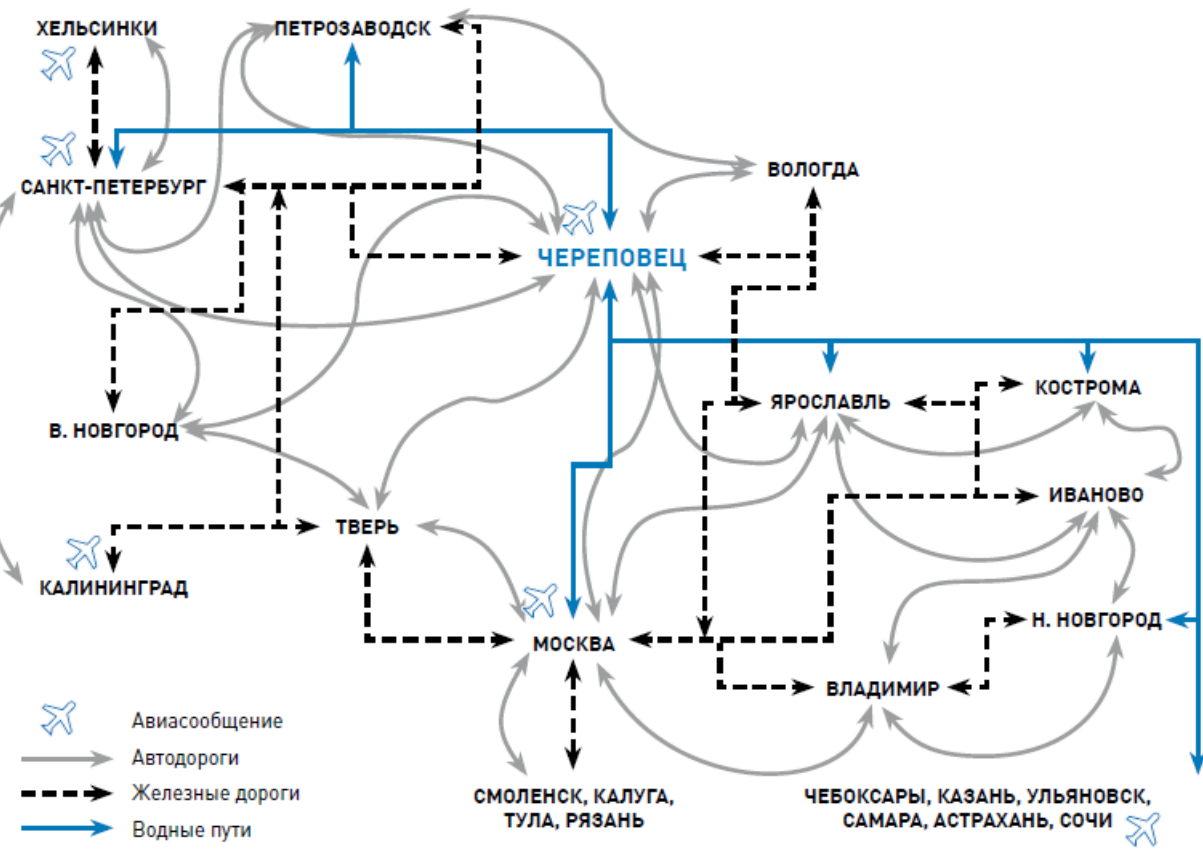 ХЕЛЬСИНКИ
ПЕТРОЗАВОДСК
САНКТ-ПЕТЕРБУРГ
ВОЛОГДА
ЧЕРЕПОВЕЦ
КОСТРОМА
ЯРОСЛАВЛЬ
В. НОВГОРОД
ИВАНОВО
ТВЕРЬ
КАЛИНИНГРАД
Н. НОВГОРОД
МОСКВА
ВЛАДИМИР
Авиасообщение
Автодороги
Железные дороги
Водные пути
СМОЛЕНСК, КАЛУГА,
ТУЛА, РЯЗАНЬ
ЧЕБОКСАРЫ, КАЗАНЬ, УЛЬЯНОВСК,
САМАРА, АСТРАХАНЬ, СОЧИ